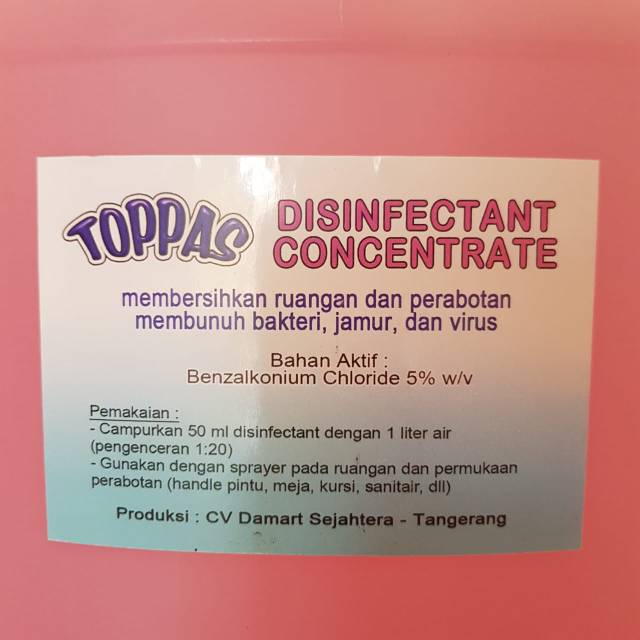 TOPPAS
DISINFECTANT
CONCENTRATE
membersihkan ruangan dan perabotan
membunuh bakteri, jamur, dan virus
Bahan Aktif :
Benzalkonium Chloride 5% w/v
Pemakaian :
- Campurkan 50 ml disinfectant dengan 1 liter air
(pengenceran 1:20)
- Gunakan dengan sprayer pada ruangan dan permukaan
perabotan (handle pintu, meja, kursi, sanitair, dll)
Produksi : CV Damart Sejahtera - Tangerang